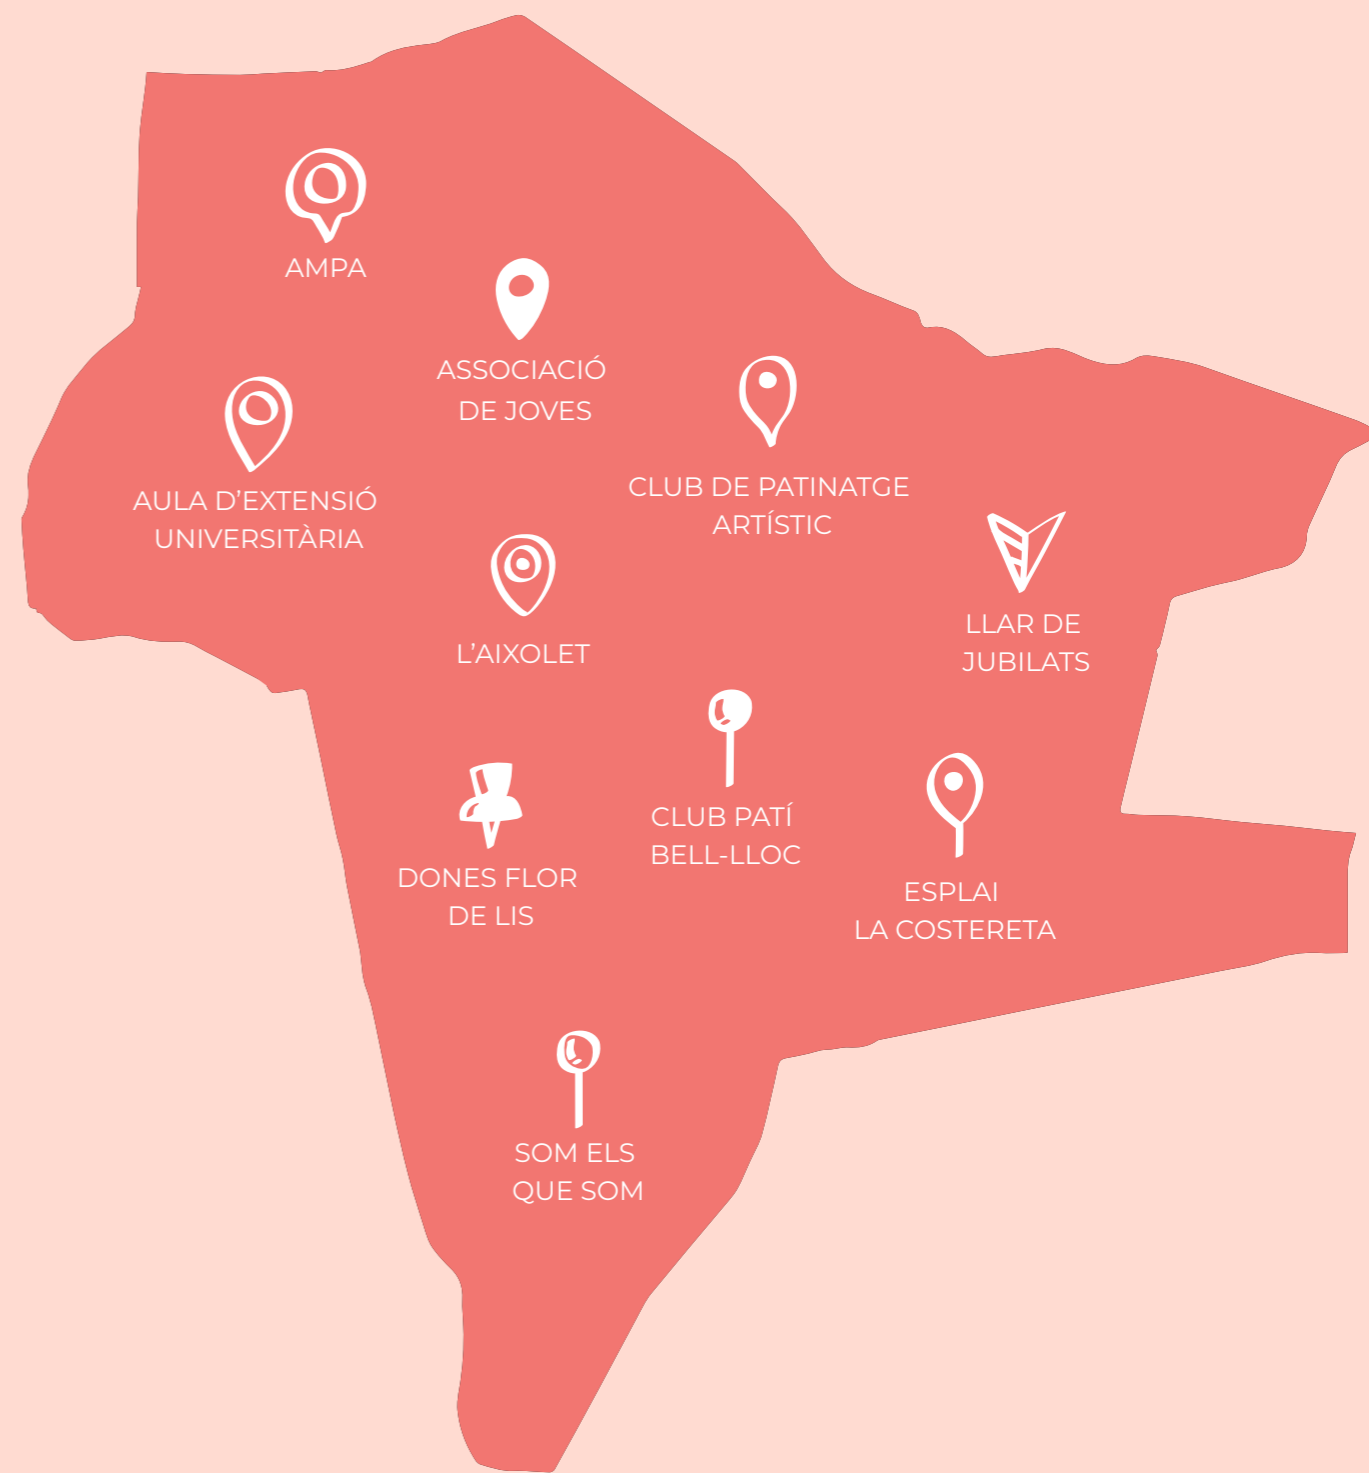 AMPA
ASSOCIACIÓ
DE JOVES
AULA D'EXTENSIÓ
UNIVERSITÀRIA
CLUB DE PATINATGE
ARTÍSTIC
L'AIXOLET
LLAR DE
JUBILATS
CLUB PATÍ
BELL-LLOC
DONES FLOR
DE LIS
ESPLAI
LA COSTERETA
SOM ELS
QUE SOM